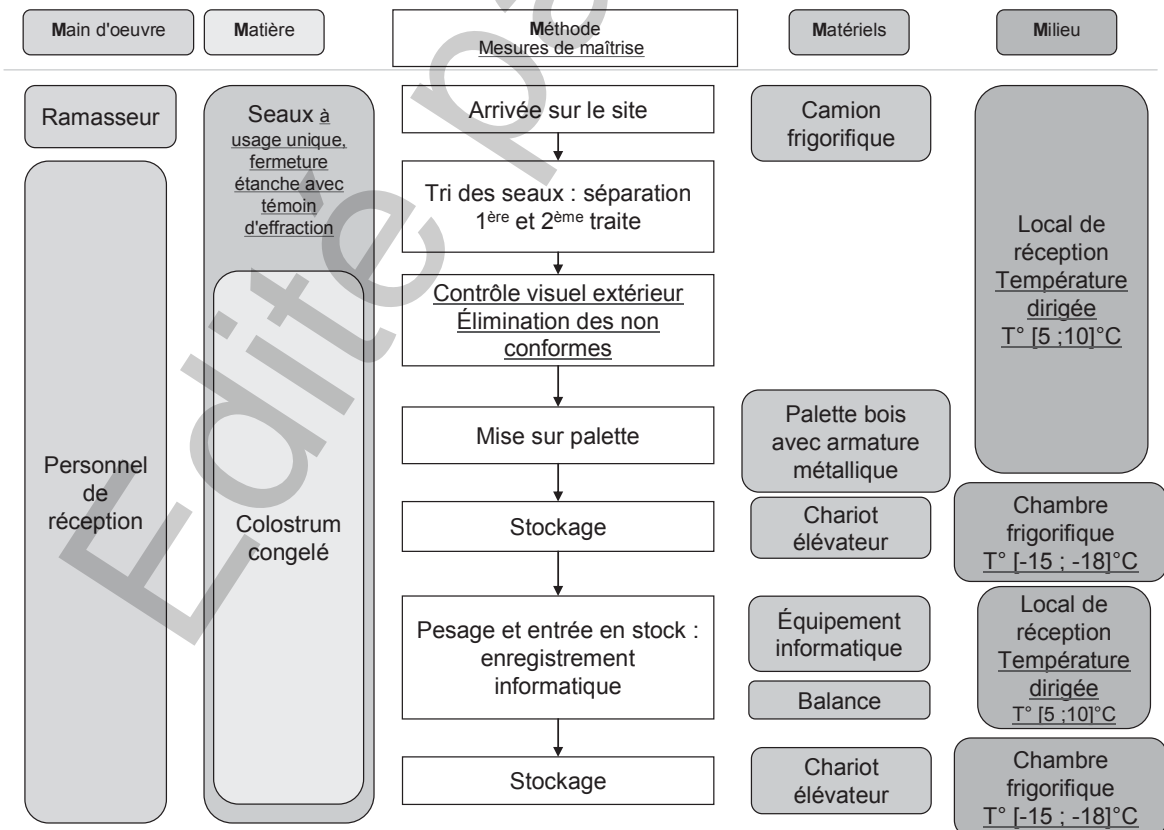 Main d'oeuvre
Matière
Méthode
Mesures de maîtrise
Matériels
Milieu
Ramasseur
Seaux à
usage unique,
fermeture
étanche avec
témoin
d'effraction
Arrivée sur le site
Camion
frigorifique
Tri des seaux : séparation
1ère et 2ème traite
Local de
réception
Température
dirigée
T° [5 ;10]°C
Contrôle visuel extérieur
Élimination des non
conformes
Mise sur palette
Palette bois
avec armature
métallique
Personnel
de
réception
Colostrum
congelé
Stockage
Chariot
élévateur
Chambre
frigorifique
T° [-15 ; -18]°C
Pesage et entrée en stock :
enregistrement
informatique
Équipement
informatique
Balance
Local de
réception
Température
dirigée
T° [5 ;10]°C
Stockage
Chariot
élévateur
Chambre
frigorifique
T° [-15 ; -18]°C
Edité p